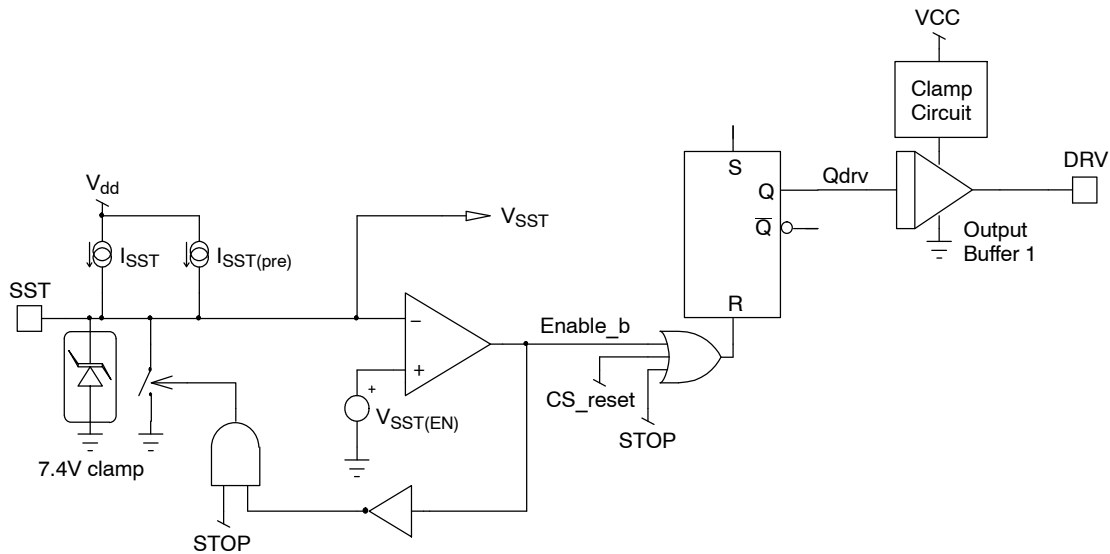 VCC
Clamp
Circuit
DRV
S
Q
Qdrv
Q
Output
Buffer 1
R
Vdd
ISST
ISST(pre)
VSST
SST
−
+
+
VSST(EN)
Enable_b
CS_reset
STOP
7.4V clamp
STOP